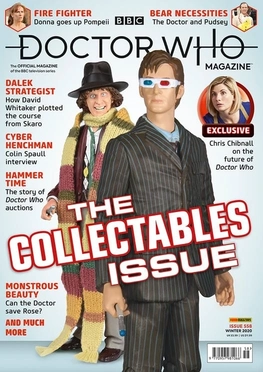 FIRE FIGHTER
Donna goes up Pompeii
BBC
BEAR NECESSITIES
The Doctor and Pudsey
DOCTOR WHO
The OFFICIAL MAGAZINE
of the BBC television series
MAGAZINE
DALEK
STRATEGIST
How David
Whitaker plotted
the course
from Skaro
CYBER
HENCHMAN
Colin Spaull
interview
HAMMER
TIME
The story of
Doctor Who
auctions
EXCLUSIVE
Chris Chibnall
on the
future of
Doctor Who
THE
COLLECTABLES
ISSUE
MONSTROUS
BEAUTY
Can the Doctor
save Rose?
AND MUCH
MORE
ISSUE 558
WINTER 2020